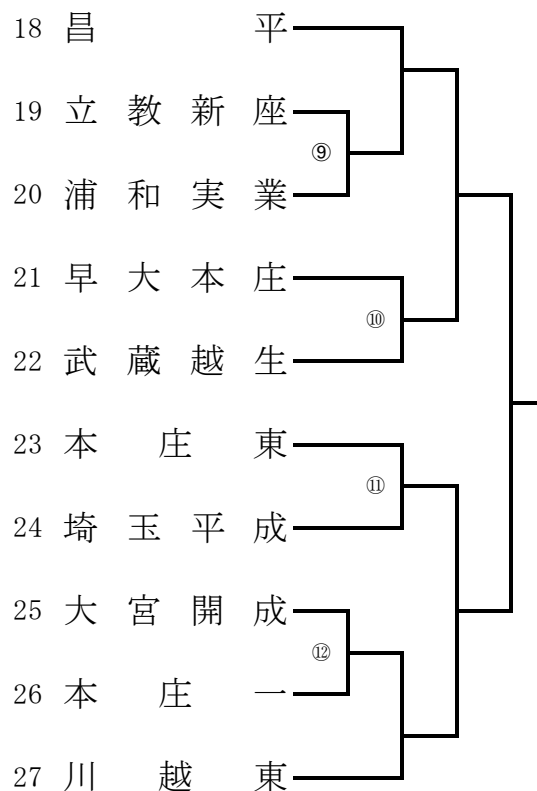 18 昌平
19 立教新座
⑨
20 浦和実業
21 早大本庄
⑩
22 武蔵越生
23 本庄東
⑪
24 埼玉平成
25 大宮開成
⑫
26 本庄一
27 川越東